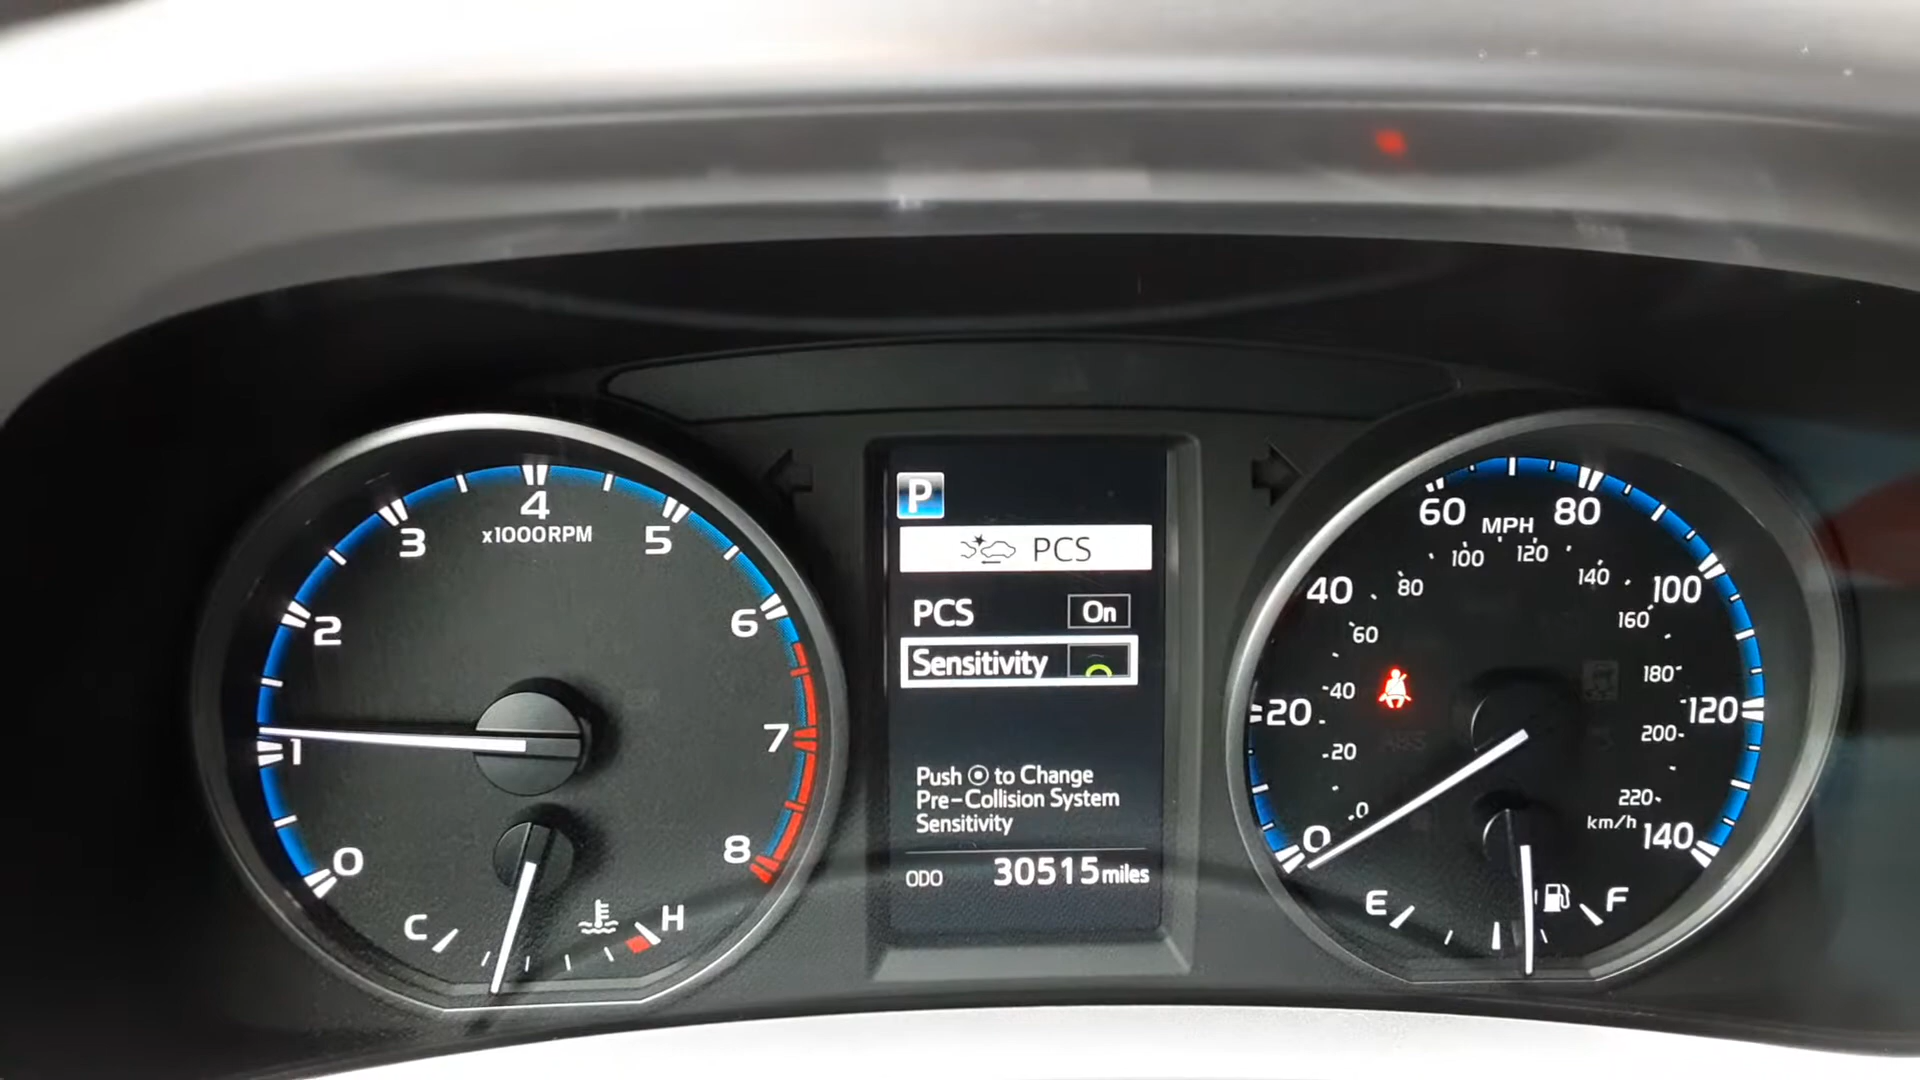 4
x1000RPM
3
5
2
6
1
7
0
8
C
H
P
PCS
PCS On
Sensitivity
Push to Change
Pre-Collision System
Sensitivity
ODO 30515 miles
60 MPH 80
100 120
40 80 140 100
60 160
40 180
20 120
20 200
0 220
0 km/h 140
E F